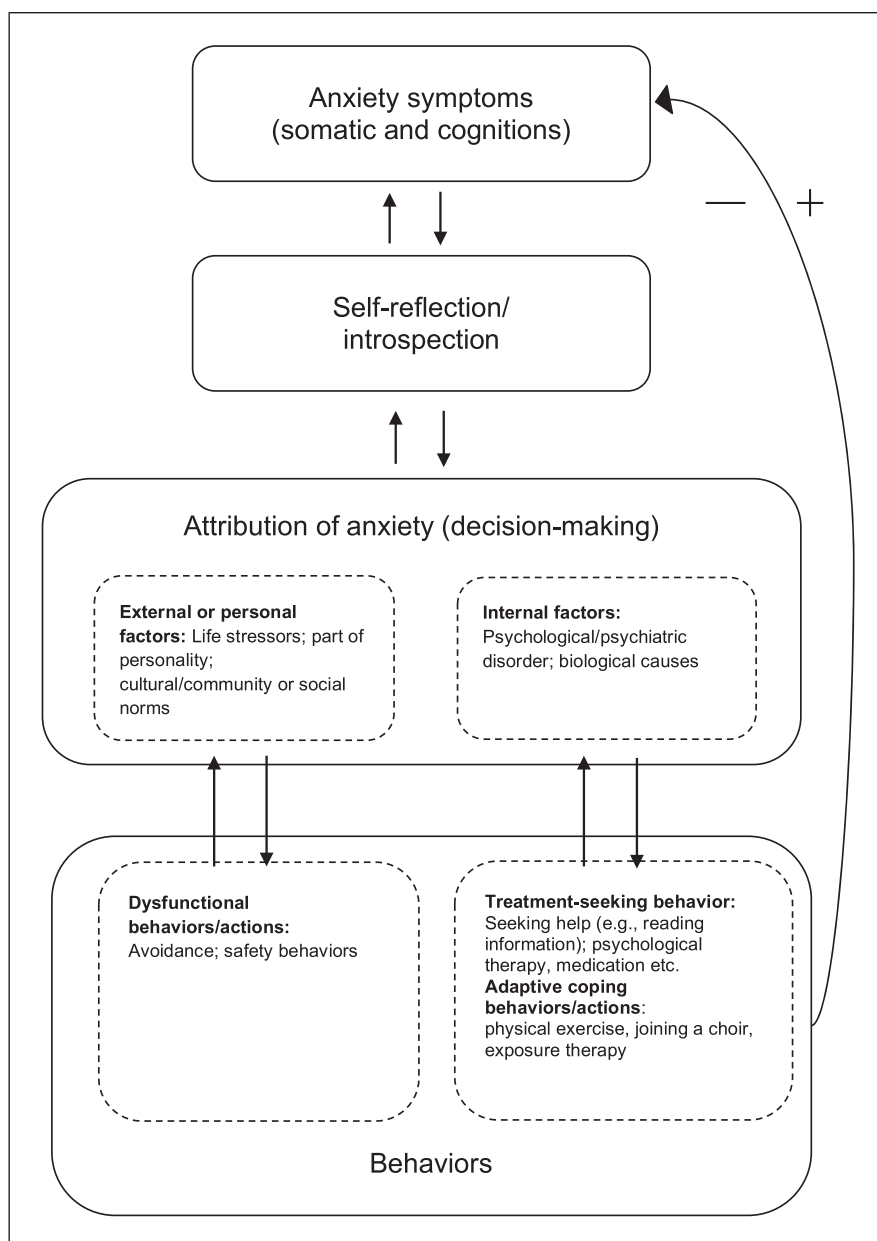 Anxiety symptoms
(somatic and cognitions)
— +
Self-reflection/
introspection
Attribution of anxiety (decision-making)
External or personal
factors: Life stressors; part of
personality;
cultural/community or social
norms
Internal factors:
Psychological/psychiatric
disorder; biological causes
Dysfunctional
behaviors/actions:
Avoidance; safety behaviors
Treatment-seeking behavior:
Seeking help (e.g., reading
information); psychological
therapy, medication etc.
Adaptive coping
behaviors/actions:
physical exercise, joining a choir,
exposure therapy
Behaviors